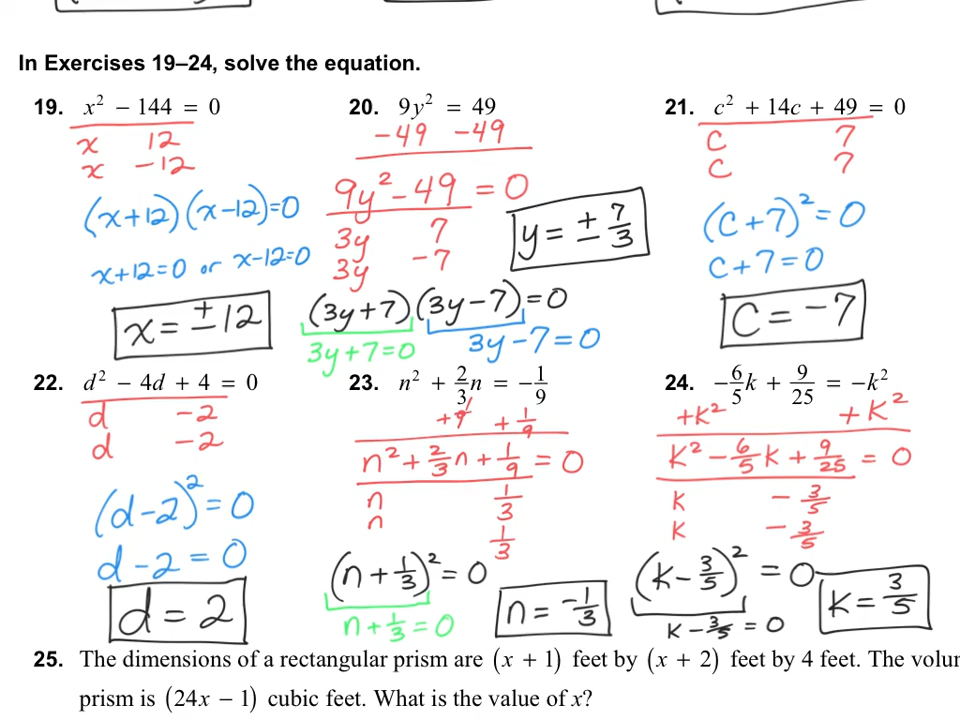 In Exercises 19–24, solve the equation.
19. x² − 144 = 0
x 12
x −12
(x+12)(x−12)=0
x+12=0 or x−12=0
x = ±12
20. 9y² = 49
−49 −49
9y² − 49 = 0
3y 7
3y −7
y = ± 7/3
(3y+7)(3y−7)=0
3y+7=0 3y−7=0
21. c² + 14c + 49 = 0
C 7
C 7
(C+7)²=0
C+7=0
C = −7
22. d² − 4d + 4 = 0
d −2
d −2
(d−2)²=0
d−2=0
d = 2
23. n² + 2/3 n = −1/9
+ 1/9
n² + 2/3 n + 1/9 = 0
n 1/3
n 1/3
(n + 1/3)² = 0
n + 1/3 = 0
n = −1/3
24. −6/5 k + 9/25 = −k²
+K² +K²
K² − 6/5 K + 9/25 = 0
K − 3/5
K − 3/5
(K − 3/5)² = 0
K − 3/5 = 0
K = 3/5
25. The dimensions of a rectangular prism are (x + 1) feet by (x + 2) feet by 4 feet. The
prism is (24x − 1) cubic feet. What is the value of x?